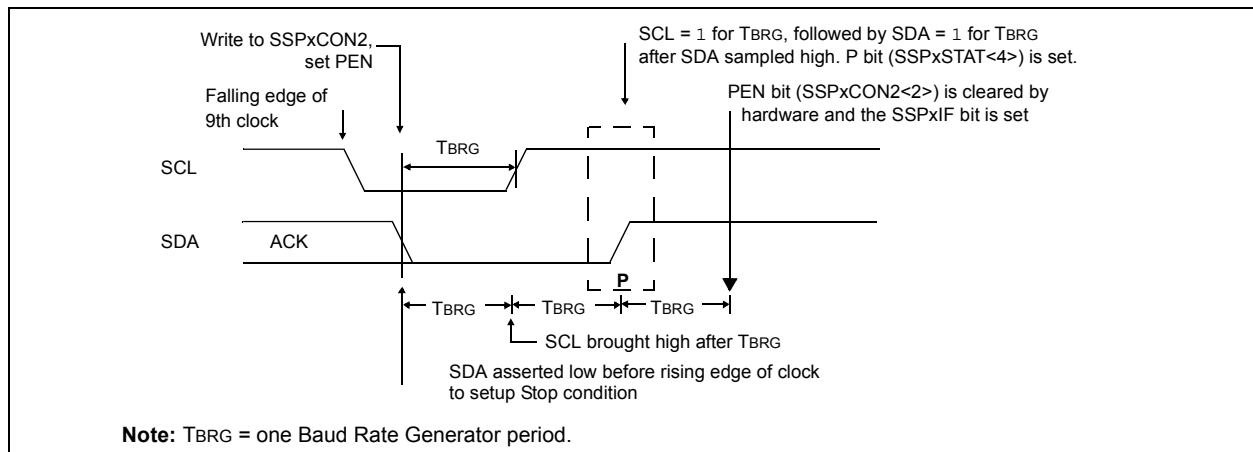 Write to SSPxCON2,
set PEN
SCL = 1 for TBRG, followed by SDA = 1 for TBRG
after SDA sampled high. P bit (SSPxSTAT<4>) is set.
Falling edge of
9th clock
PEN bit (SSPxCON2<2>) is cleared by
hardware and the SSPxIF bit is set
TBRG
SCL
SDA
ACK
P
TBRG
TBRG
TBRG
SCL brought high after TBRG
SDA asserted low before rising edge of clock
to setup Stop condition
Note: TBRG = one Baud Rate Generator period.